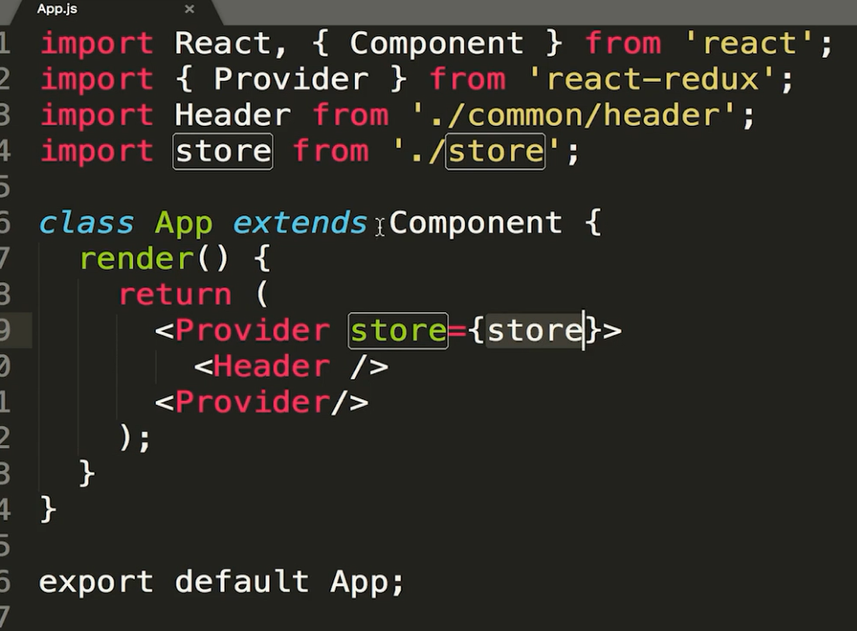 App.js ×
1 import React, { Component } from 'react';
2 import { Provider } from 'react-redux';
3 import Header from './common/header';
4 import store from './store';
5
6 class App extends Component {
7 render() {
8 return (
9 <Provider store={store}>
0 <Header />
1 <Provider/>
2 );
3 }
4 }
5
6 export default App;
7